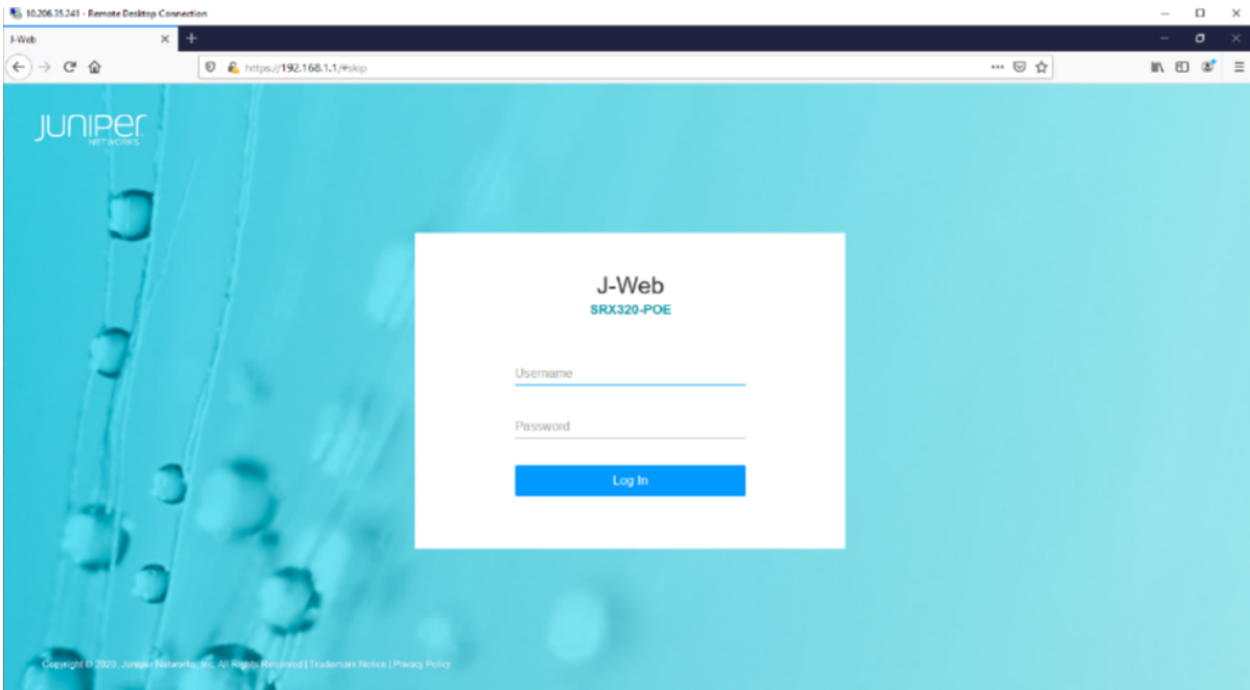 10.206.35.241 - Remote Desktop Connection
J-Web
https://192.168.1.1/#skip
JUNIPER
NETWORKS
J-Web
SRX320-POE
Username
Password
Log In
Copyright © 2020, Juniper Networks, Inc. All Rights Reserved | Trademark Notice | Privacy Policy